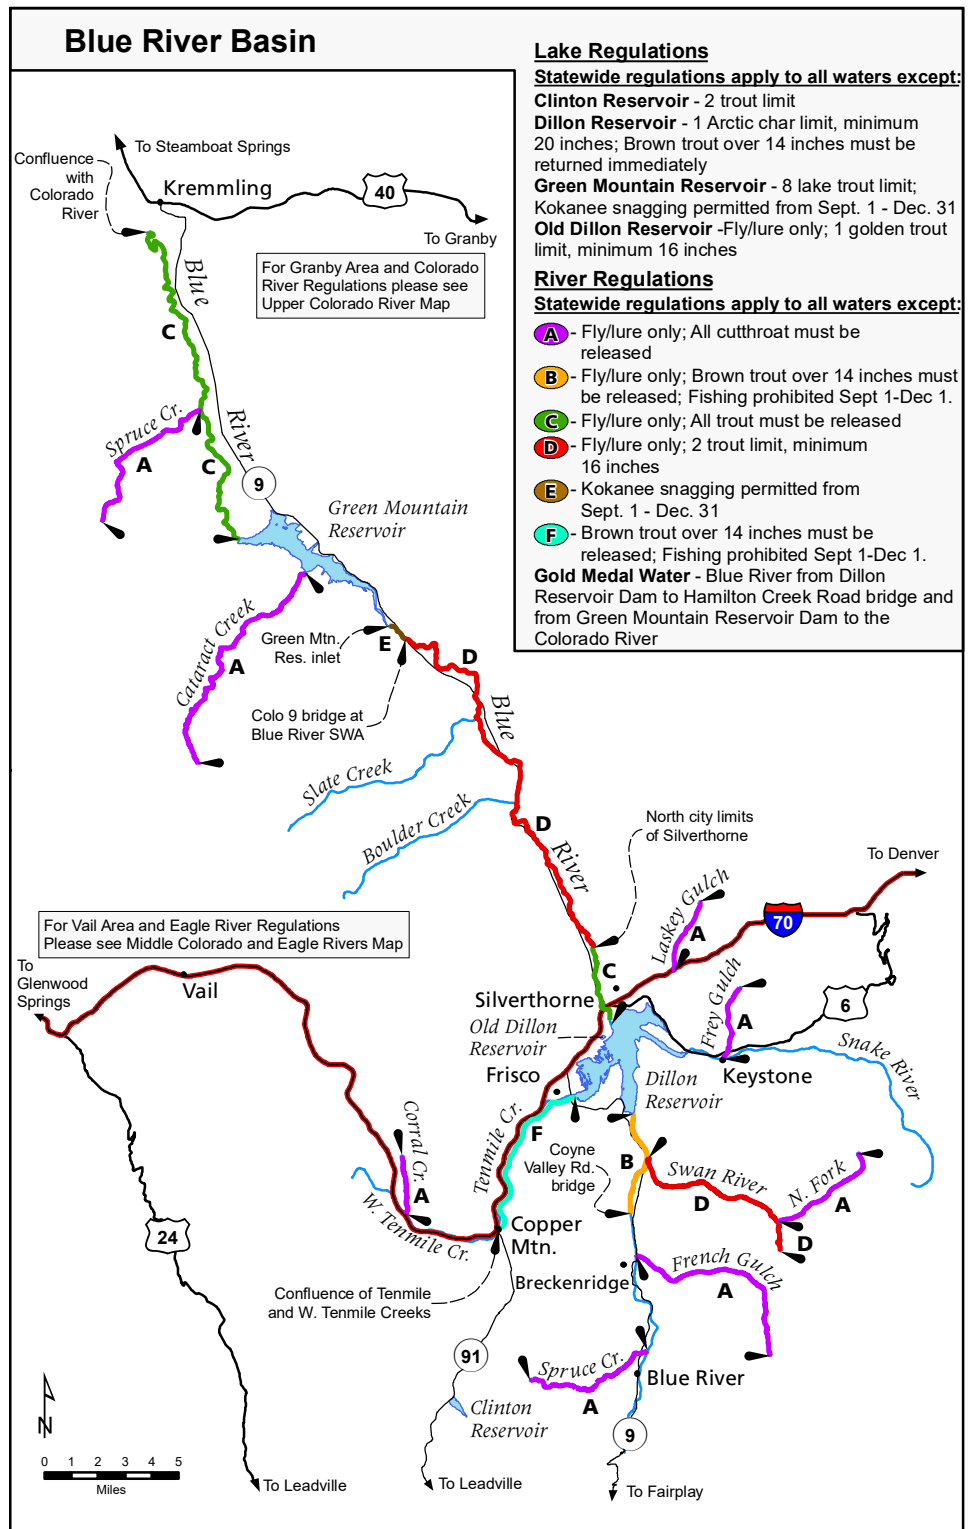 Blue River Basin
Lake Regulations
Statewide regulations apply to all waters except:
Clinton Reservoir - 2 trout limit
Dillon Reservoir - 1 Arctic char limit, minimum
20 inches; Brown trout over 14 inches must be
returned immediately
Green Mountain Reservoir - 8 lake trout limit;
Kokanee snagging permitted from Sept. 1 - Dec. 31
Old Dillon Reservoir -Fly/lure only; 1 golden trout
limit, minimum 16 inches
River Regulations
Statewide regulations apply to all waters except:
A - Fly/lure only; All cutthroat must be
released
B - Fly/lure only; Brown trout over 14 inches must
be released; Fishing prohibited Sept 1-Dec 1.
C - Fly/lure only; All trout must be released
D - Fly/lure only; 2 trout limit, minimum
16 inches
E - Kokanee snagging permitted from
Sept. 1 - Dec. 31
F - Brown trout over 14 inches must be
released; Fishing prohibited Sept 1-Dec 1.
Gold Medal Water - Blue River from Dillon
Reservoir Dam to Hamilton Creek Road bridge and
from Green Mountain Reservoir Dam to the
Colorado River
To Steamboat Springs
Confluence
with
Colorado
River
Kremmling
40
To Granby
For Granby Area and Colorado
River Regulations please see
Upper Colorado River Map
Blue
C
Spruce Cr.
A
C
River
9
Green Mountain
Reservoir
Cataract Creek
A
Green Mtn.
Res. inlet
E
D
Colo 9 bridge at
Blue River SWA
Blue
Slate Creek
Boulder Creek
D
River
North city limits
of Silverthorne
To Denver
Laskey Gulch
A
70
For Vail Area and Eagle River Regulations
Please see Middle Colorado and Eagle Rivers Map
To
Glenwood
Springs
Vail
C
Silverthorne
Frey Gulch
A
6
Old Dillon
Reservoir
Snake River
Frisco
Keystone
Dillon
Reservoir
Corral Cr.
A
Tenmile Cr.
F
Coyne
Valley Rd.
bridge
B
Swan River
D
N. Fork
A
D
W. Tenmile Cr.
Copper
Mtn.
24
French Gulch
A
Breckenridge
Confluence of Tenmile
and W. Tenmile Creeks
91
Spruce Cr.
A
Blue River
Clinton
Reservoir
9
N
0 1 2 3 4 5
Miles
To Leadville
To Leadville
To Fairplay